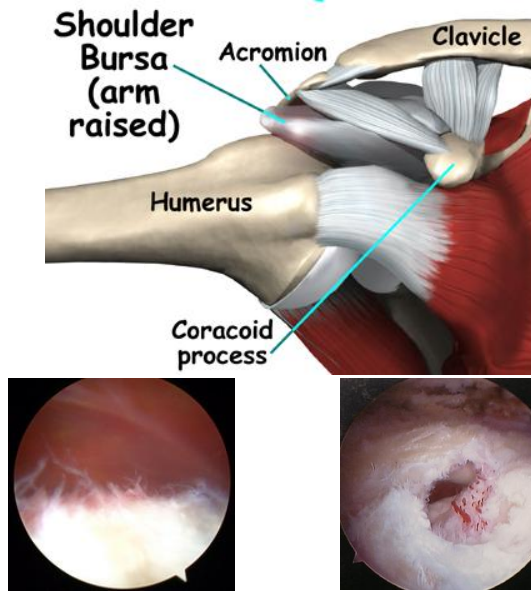 Shoulder
Bursa
(arm
raised)
Acromion
Clavicle
Humerus
Coracoid
process